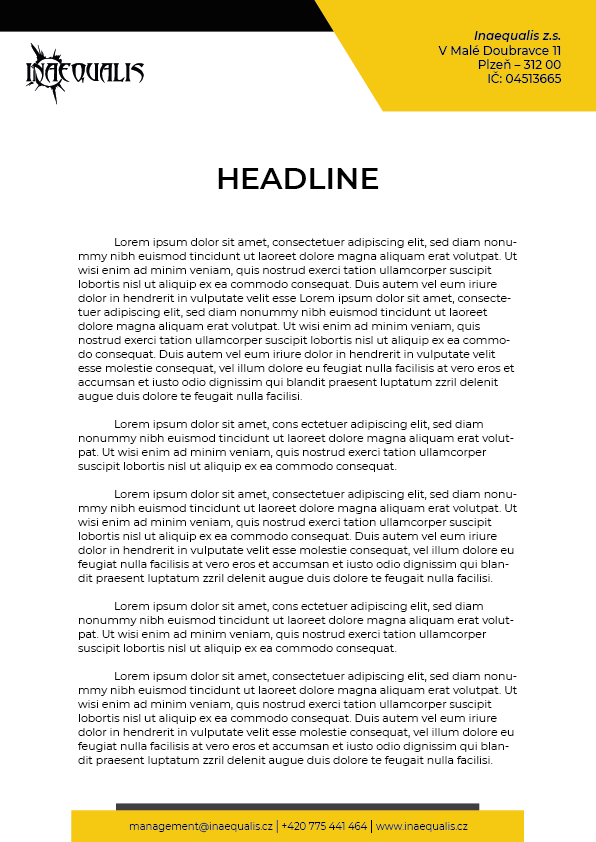 INAEQUALIS
Inaequalis z.s.
V Malé Doubravce 11
Plzeň – 312 00
IČ: 04513665
HEADLINE
Lorem ipsum dolor sit amet, consectetuer adipiscing elit, sed diam nonu-
mmy nibh euismod tincidunt ut laoreet dolore magna aliquam erat volutpat. Ut
wisi enim ad minim veniam, quis nostrud exerci tation ullamcorper suscipit
lobortis nisl ut aliquip ex ea commodo consequat. Duis autem vel eum iriure
dolor in hendrerit in vulputate velit esse Lorem ipsum dolor sit amet, consecte-
tuer adipiscing elit, sed diam nonummy nibh euismod tincidunt ut laoreet
dolore magna aliquam erat volutpat. Ut wisi enim ad minim veniam, quis
nostrud exerci tation ullamcorper suscipit lobortis nisl ut aliquip ex ea commo-
do consequat. Duis autem vel eum iriure dolor in hendrerit in vulputate velit
esse molestie consequat, vel illum dolore eu feugiat nulla facilisis at vero eros et
accumsan et iusto odio dignissim qui blandit praesent luptatum zzril delenit
augue duis dolore te feugait nulla facilisi.
Lorem ipsum dolor sit amet, cons ectetuer adipiscing elit, sed diam
nonummy nibh euismod tincidunt ut laoreet dolore magna aliquam erat volut-
pat. Ut wisi enim ad minim veniam, quis nostrud exerci tation ullamcorper
suscipit lobortis nisl ut aliquip ex ea commodo consequat.
Lorem ipsum dolor sit amet, consectetuer adipiscing elit, sed diam nonu-
mmy nibh euismod tincidunt ut laoreet dolore magna aliquam erat volutpat. Ut
wisi enim ad minim veniam, quis nostrud exerci tation ullamcorper suscipit
lobortis nisl ut aliquip ex ea commodo consequat. Duis autem vel eum iriure
dolor in hendrerit in vulputate velit esse molestie consequat, vel illum dolore eu
feugiat nulla facilisis at vero eros et accumsan et iusto odio dignissim qui blan-
dit praesent luptatum zzril delenit augue duis dolore te feugait nulla facilisi.
Lorem ipsum dolor sit amet, cons ectetuer adipiscing elit, sed diam
nonummy nibh euismod tincidunt ut laoreet dolore magna aliquam erat volut-
pat. Ut wisi enim ad minim veniam, quis nostrud exerci tation ullamcorper
suscipit lobortis nisl ut aliquip ex ea commodo consequat.
Lorem ipsum dolor sit amet, consectetuer adipiscing elit, sed diam nonu-
mmy nibh euismod tincidunt ut laoreet dolore magna aliquam erat volutpat. Ut
wisi enim ad minim veniam, quis nostrud exerci tation ullamcorper suscipit
lobortis nisl ut aliquip ex ea commodo consequat. Duis autem vel eum iriure
dolor in hendrerit in vulputate velit esse molestie consequat, vel illum dolore eu
feugiat nulla facilisis at vero eros et accumsan et iusto odio dignissim qui blan-
dit praesent luptatum zzril delenit augue duis dolore te feugait nulla facilisi.
management@inaequalis.cz | +420 775 441 464 | www.inaequalis.cz